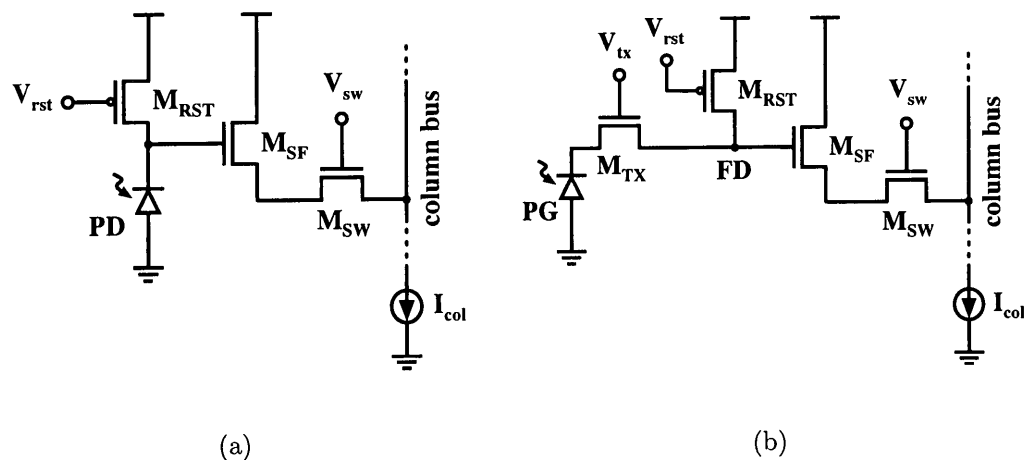 V_rst
M_RST
V_sw
M_SF
PD
M_SW
column bus
I_col
(a)
V_tx
V_rst
M_RST
V_sw
M_SF
M_TX
FD
PG
M_SW
column bus
I_col
(b)